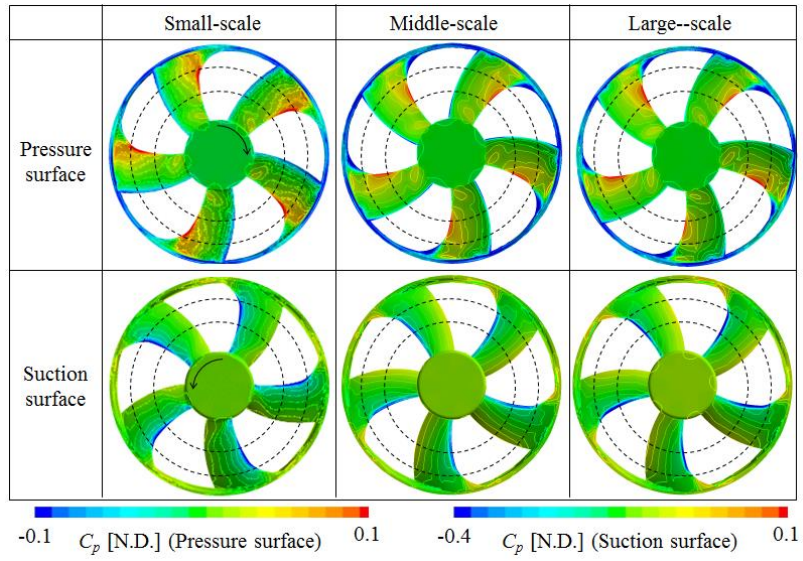 Small-scale
Middle-scale
Large--scale
Pressure
surface
Suction
surface
-0.1
0.1
Cp [N.D.] (Pressure surface)
-0.4
0.1
Cp [N.D.] (Suction surface)